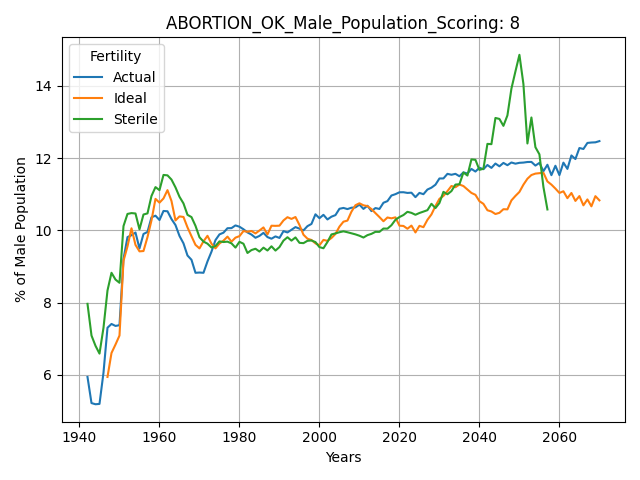 ABORTION_OK_Male_Population_Scoring: 8
Fertility
Actual
Ideal
Sterile
% of Male Population
14
12
10
8
6
1940 1960 1980 2000 2020 2040 2060
Years